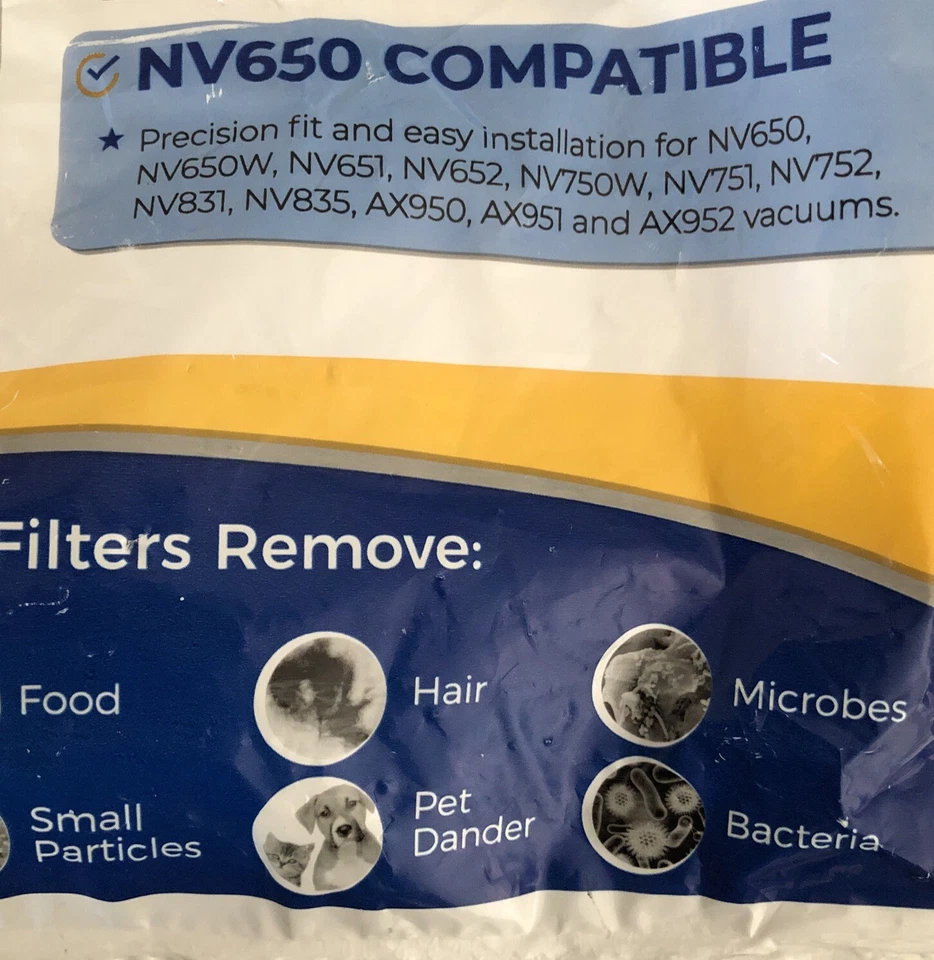 NV650 COMPATIBLE
★ Precision fit and easy installation for NV650,
NV650W, NV651, NV652, NV750W, NV751, NV752,
NV831, NV835, AX950, AX951 and AX952 vacuums.
Filters Remove:
Food
Hair
Microbes
Small
Particles
Pet
Dander
Bacteria